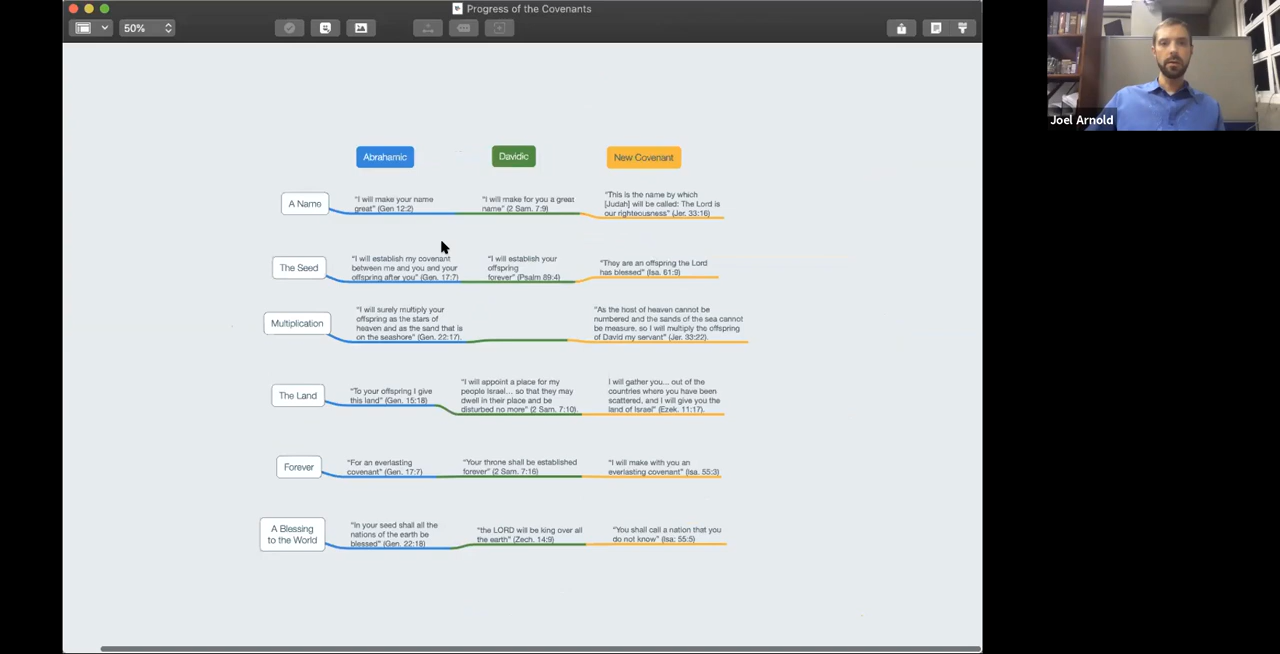 Progress of the Covenants
50%
Joel Arnold
Abrahamic
Davidic
New Covenant
A Name
"I will make your name
great" (Gen 12:2)
"I will make for you a great
name" (2 Sam. 7:9)
"This is the name by which
[Judah] will be called: The Lord is
our righteousness" (Jer. 33:16)
The Seed
"I will establish my covenant
between me and you and your
offspring after you" (Gen. 17:7)
"I will establish your
offspring
forever" (Psalm 89:4)
"They are an offspring the Lord
has blessed" (Isa. 61:9)
Multiplication
"I will surely multiply your
offspring as the stars of
heaven and as the sand that is
on the seashore" (Gen. 22:17).
"As the host of heaven cannot be
numbered and the sands of the sea cannot
be measure, so I will multiply the offspring
of David my servant" (Jer. 33:22).
The Land
"To your offspring I give
this land" (Gen. 15:18)
"I will appoint a place for my
people Israel... so that they may
dwell in their place and be
disturbed no more" (2 Sam. 7:10).
I will gather you... out of the
countries where you have been
scattered, and I will give you the
land of Israel" (Ezek. 11:17).
Forever
"For an everlasting
covenant" (Gen. 17:7)
"Your throne shall be established
forever" (2 Sam. 7:16)
"I will make with you an
everlasting covenant" (Isa. 55:3)
A Blessing
to the World
"In your seed shall all the
nations of the earth be
blessed" (Gen. 22:18)
"the LORD will be king over all
the earth" (Zech. 14:9)
"You shall call a nation that you
do not know" (Isa: 55:5)